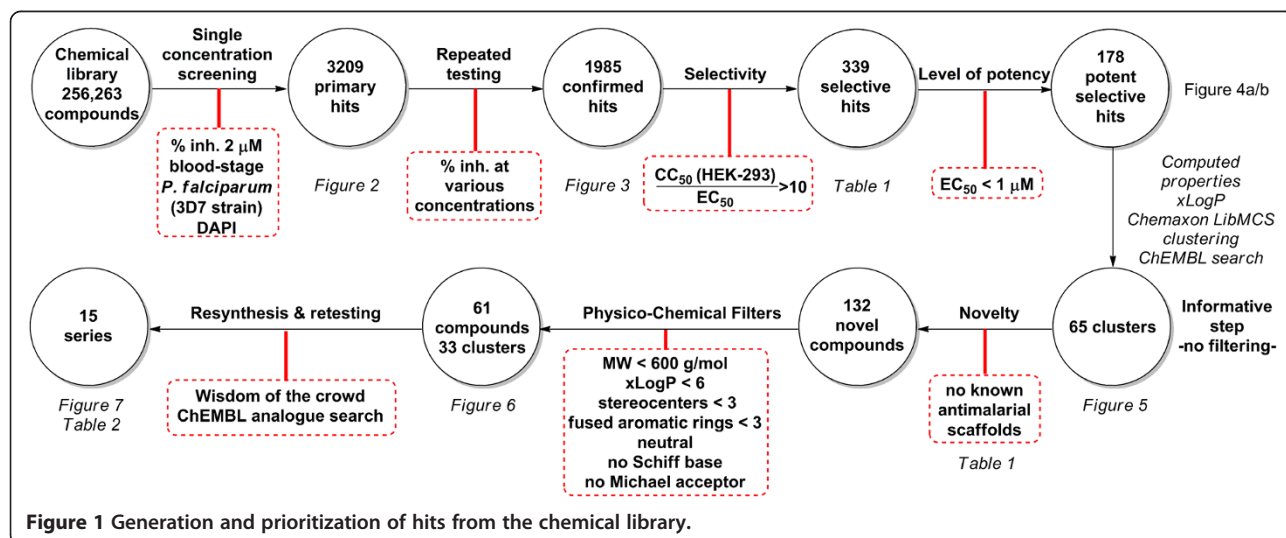 Chemical
library
256,263
compounds
Single
concentration
screening
% inh. 2 μM
blood-stage
P. falciparum
(3D7 strain)
DAPI
3209
primary
hits
Figure 2
Repeated
testing
% inh. at
various
concentrations
1985
confirmed
hits
Figure 3
Selectivity
CC50 (HEK-293)
EC50
>10
339
selective
hits
Table 1
Level of potency
EC50 < 1 μM
178
potent
selective
hits
Figure 4a/b
Computed
properties
xLogP
Chemaxon LibMCS
clustering
ChEMBL search
65 clusters
Informative
step
-no filtering-
Figure 5
Novelty
no known
antimalarial
scaffolds
Table 1
132
novel
compounds
Physico-Chemical Filters
MW < 600 g/mol
xLogP < 6
stereocenters < 3
fused aromatic rings < 3
neutral
no Schiff base
no Michael acceptor
61
compounds
33 clusters
Figure 6
Resynthesis & retesting
Wisdom of the crowd
ChEMBL analogue search
15
series
Figure 7
Table 2
Figure 1 Generation and prioritization of hits from the chemical library.